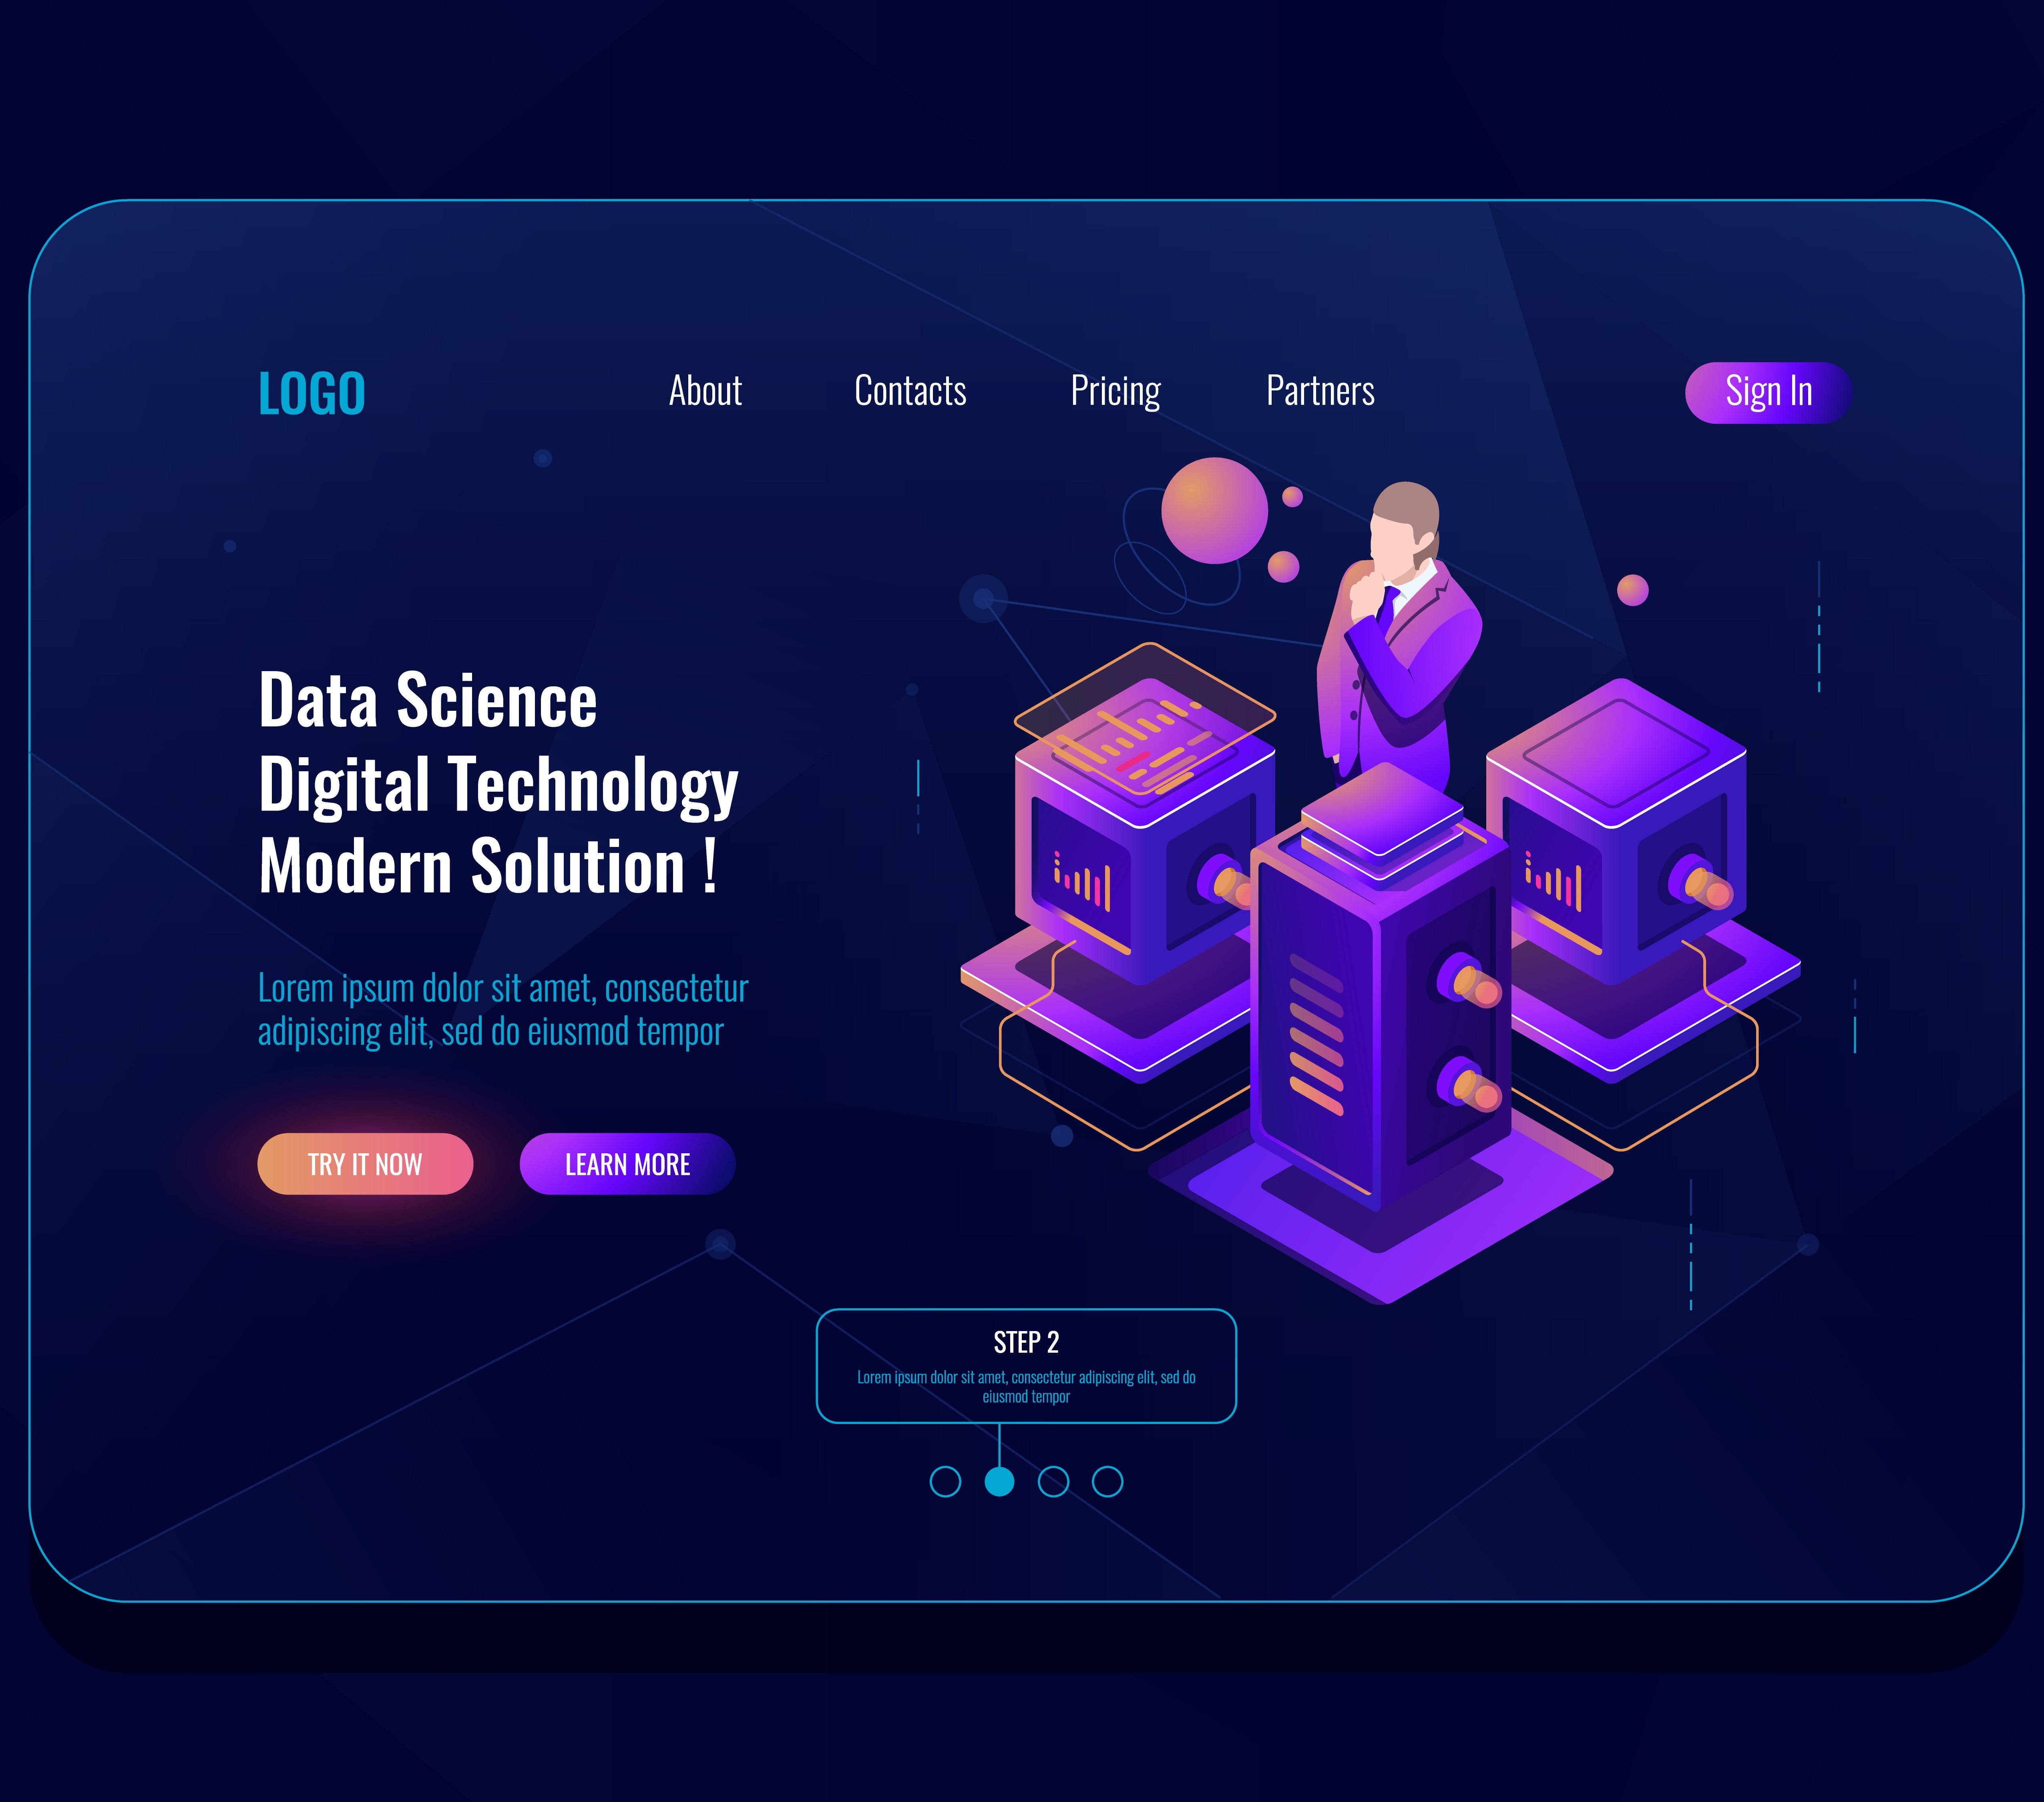 LOGO
About
Contacts
Pricing
Partners
Sign In
Data Science
Digital Technology
Modern Solution !
Lorem ipsum dolor sit amet, consectetur
adipiscing elit, sed do eiusmod tempor
TRY IT NOW
LEARN MORE
STEP 2
Lorem ipsum dolor sit amet, consectetur adipiscing elit, sed do
eiusmod tempor